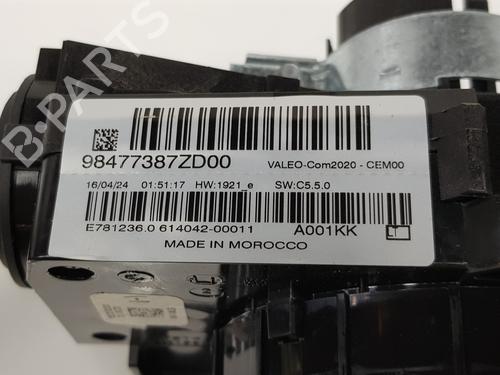 B-PARTS
98477387ZD00
VALEO-Com2020 - CEM00
16/04/24 01:51:17 HW:1921_e SW:C5.5.0
E781236.0 614042-00011 A001KK
MADE IN MOROCCO